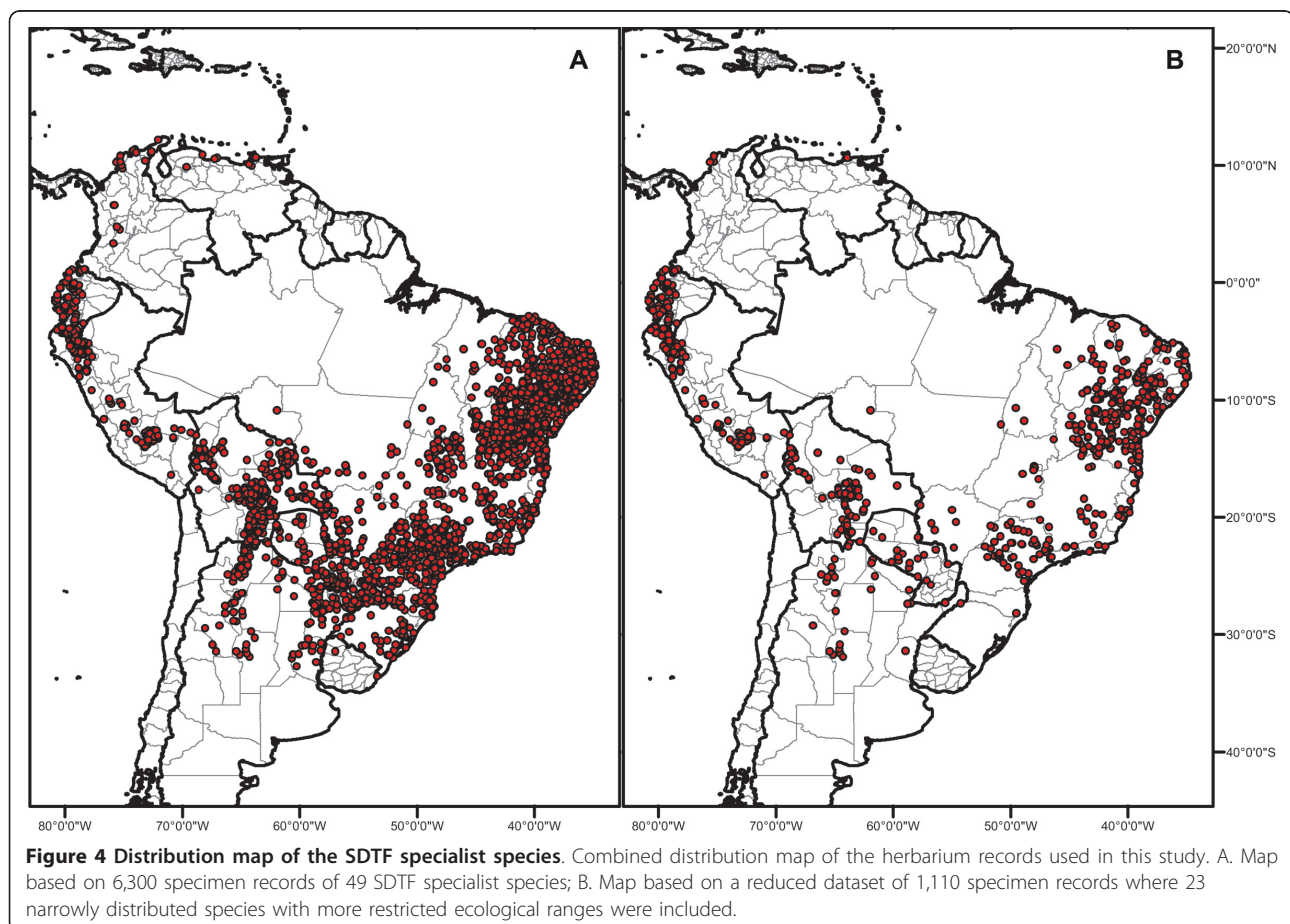 A
B
20°0'0"N
10°0'0"N
0°0'0"
10°0'0"S
20°0'0"S
30°0'0"S
40°0'0"S
80°0'0"W
70°0'0"W
60°0'0"W
50°0'0"W
40°0'0"W
80°0'0"W
70°0'0"W
60°0'0"W
50°0'0"W
40°0'0"W
Figure 4 Distribution map of the SDTF specialist species. Combined distribution map of the herbarium records used in this study. A. Map
based on 6,300 specimen records of 49 SDTF specialist species; B. Map based on a reduced dataset of 1,110 specimen records where 23
narrowly distributed species with more restricted ecological ranges were included.